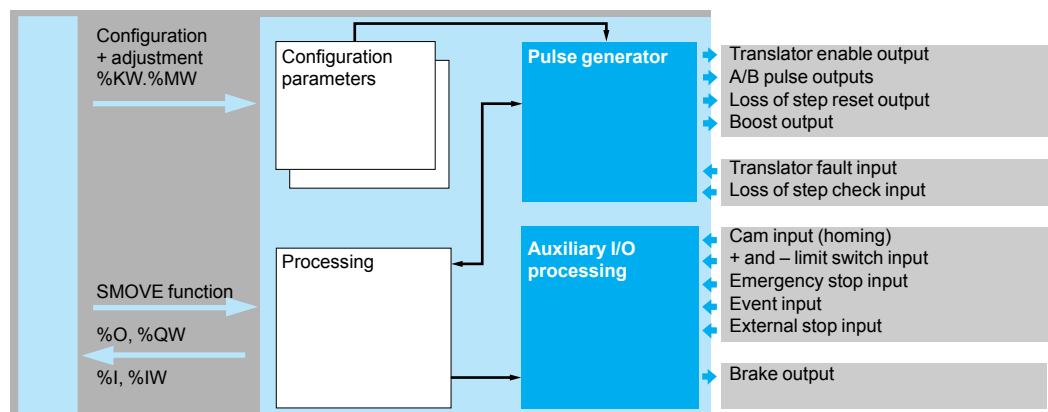 Configuration
+ adjustment
%KW.%MW
Configuration
parameters
Pulse generator
Translator enable output
A/B pulse outputs
Loss of step reset output
Boost output
Translator fault input
Loss of step check input
SMOVE function
%O, %QW
%I, %IW
Processing
Auxiliary I/O
processing
Cam input (homing)
+ and – limit switch input
Emergency stop input
Event input
External stop input
Brake output